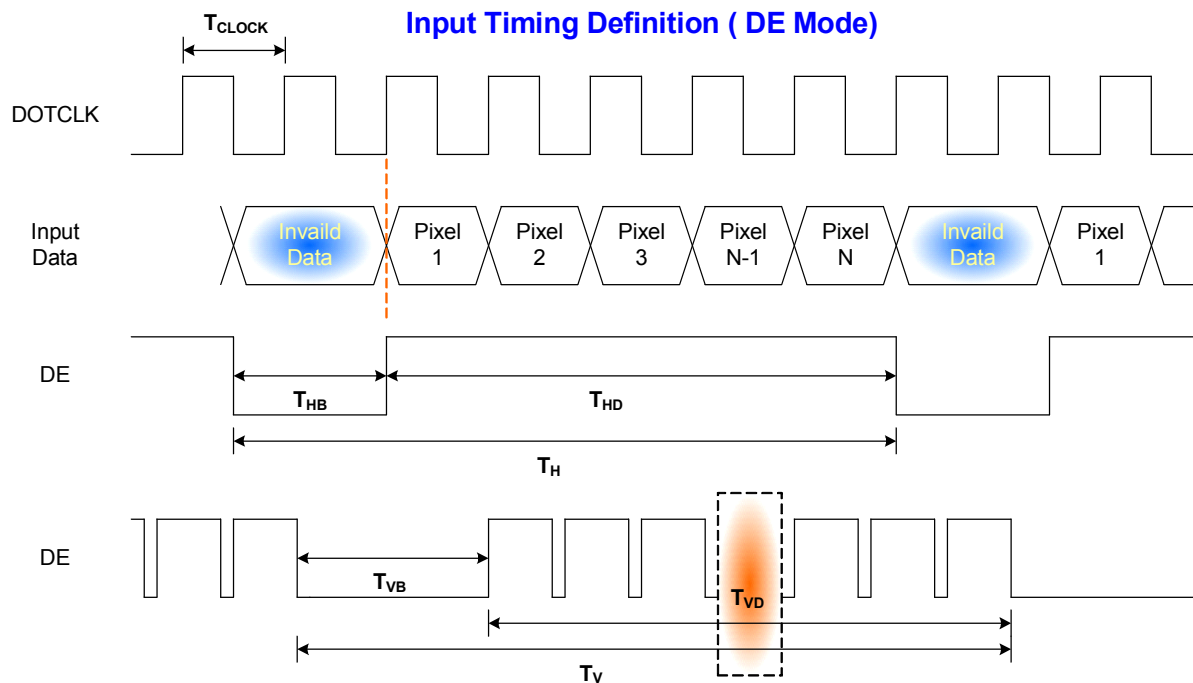 Input Timing Definition ( DE Mode)
TCLOCK
DOTCLK
Input
Data
Invaild
Data
Pixel
1
Pixel
2
Pixel
3
Pixel
N-1
Pixel
N
Invaild
Data
Pixel
1
DE
THB
THD
TH
DE
TVB
TVD
TV